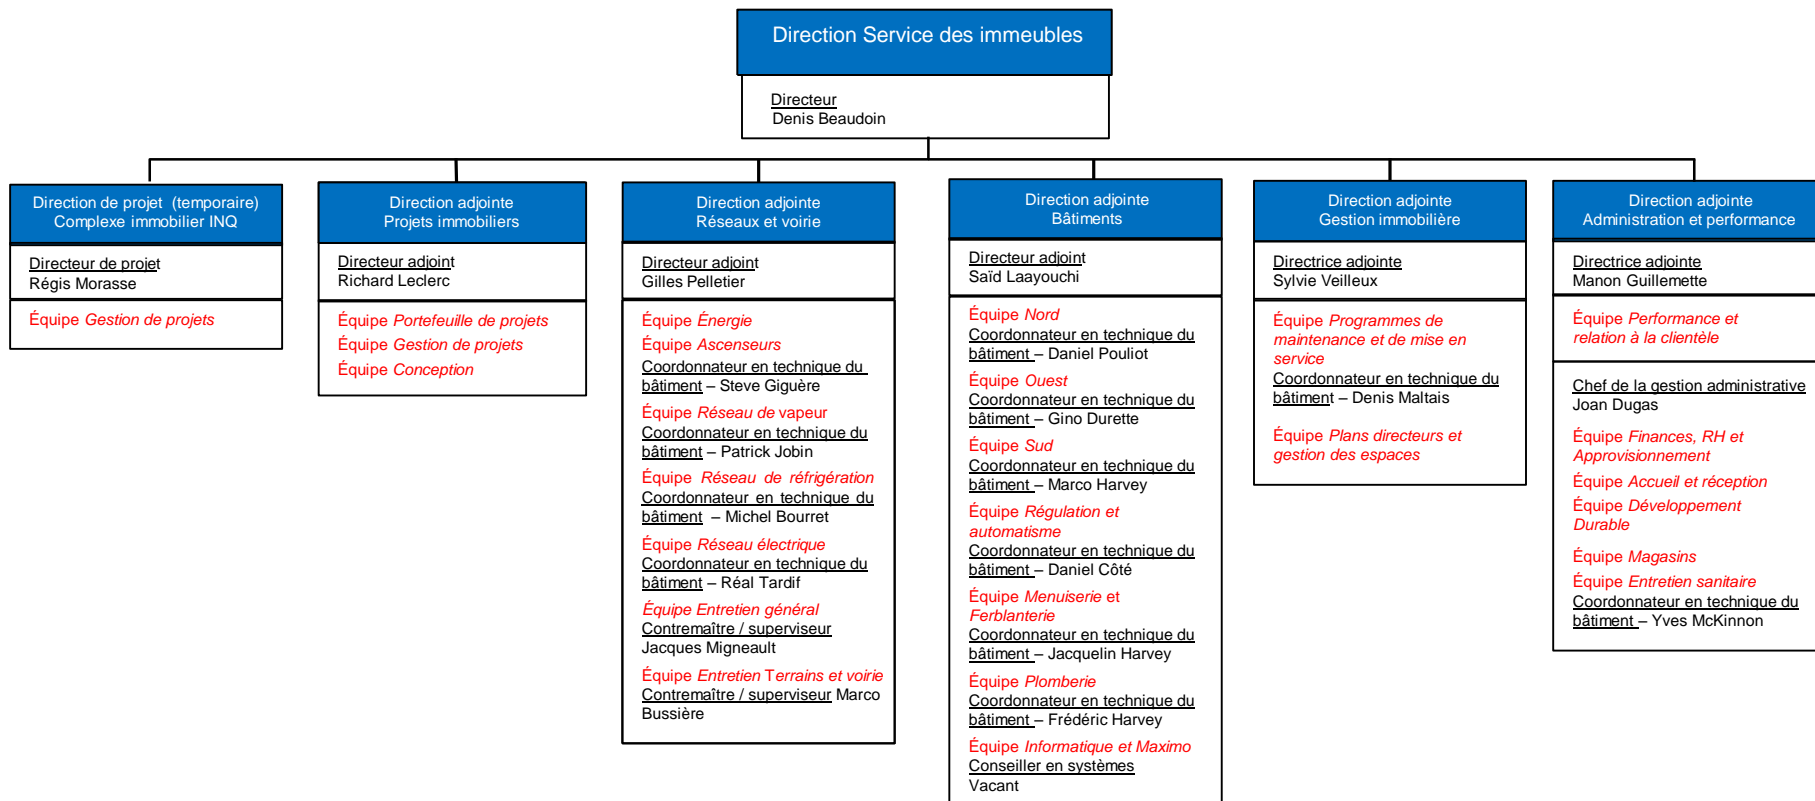 Direction Service des immeubles
Directeur
Denis Beaudoin
Direction de projet (temporaire)
Complexe immobilier INQ
Directeur de projet
Régis Morasse
Équipe Gestion de projets
Direction adjointe
Projets immobiliers
Directeur adjoint
Richard Leclerc
Équipe Portefeuille de projets
Équipe Gestion de projets
Équipe Conception
Direction adjointe
Réseaux et voirie
Directeur adjoint
Gilles Pelletier
Équipe Énergie
Équipe Ascenseurs
Coordonnateur en technique du
bâtiment – Steve Giguère
Équipe Réseau de vapeur
Coordonnateur en technique du
bâtiment – Patrick Jobin
Équipe Réseau de réfrigération
Coordonnateur en technique du
bâtiment – Michel Bourret
Équipe Réseau électrique
Coordonnateur en technique du
bâtiment – Réal Tardif
Équipe Entretien général
Contremaître / superviseur
Jacques Migneault
Équipe Entretien Terrains et voirie
Contremaître / superviseur Marco
Bussière
Direction adjointe
Bâtiments
Directeur adjoint
Saïd Laayouchi
Équipe Nord
Coordonnateur en technique du
bâtiment – Daniel Pouliot
Équipe Ouest
Coordonnateur en technique du
bâtiment – Gino Durette
Équipe Sud
Coordonnateur en technique du
bâtiment – Marco Harvey
Équipe Régulation et
automatisme
Coordonnateur en technique du
bâtiment – Daniel Côté
Équipe Menuiserie et
Ferblanterie
Coordonnateur en technique du
bâtiment – Jacquelin Harvey
Équipe Plomberie
Coordonnateur en technique du
bâtiment – Frédéric Harvey
Équipe Informatique et Maximo
Conseiller en systèmes
Vacant
Direction adjointe
Gestion immobilière
Directrice adjointe
Sylvie Veilleux
Équipe Programmes de
maintenance et de mise en
service
Coordonnateur en technique du
bâtiment – Denis Maltais
Équipe Plans directeurs et
gestion des espaces
Direction adjointe
Administration et performance
Directrice adjointe
Manon Guillemette
Équipe Performance et
relation à la clientèle
Chef de la gestion administrative
Joan Dugas
Équipe Finances, RH et
Approvisionnement
Équipe Accueil et réception
Équipe Développement
Durable
Équipe Magasins
Équipe Entretien sanitaire
Coordonnateur en technique du
bâtiment – Yves McKinnon